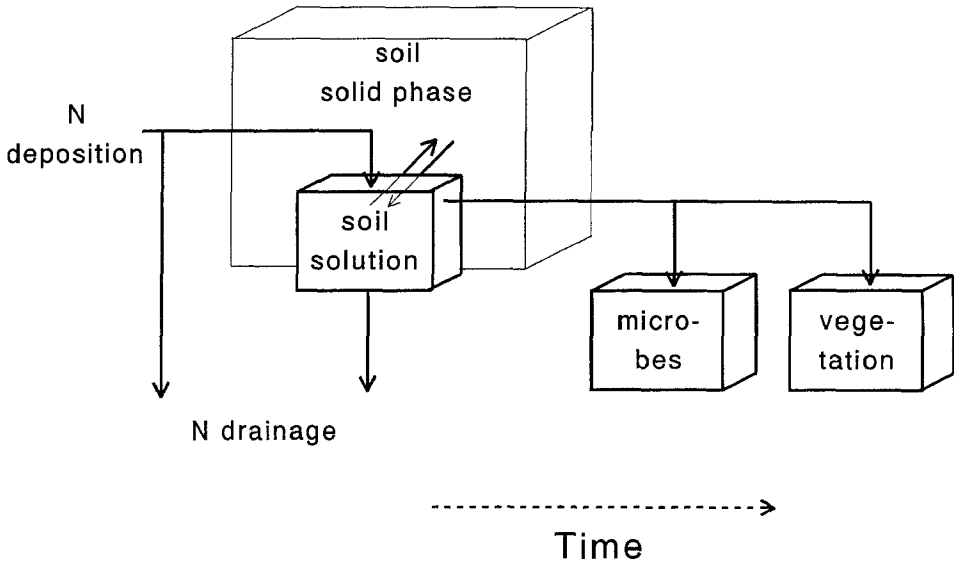 soil
solid phase
N
deposition
soil
solution
micro-
bes
vege-
tation
N drainage
Time